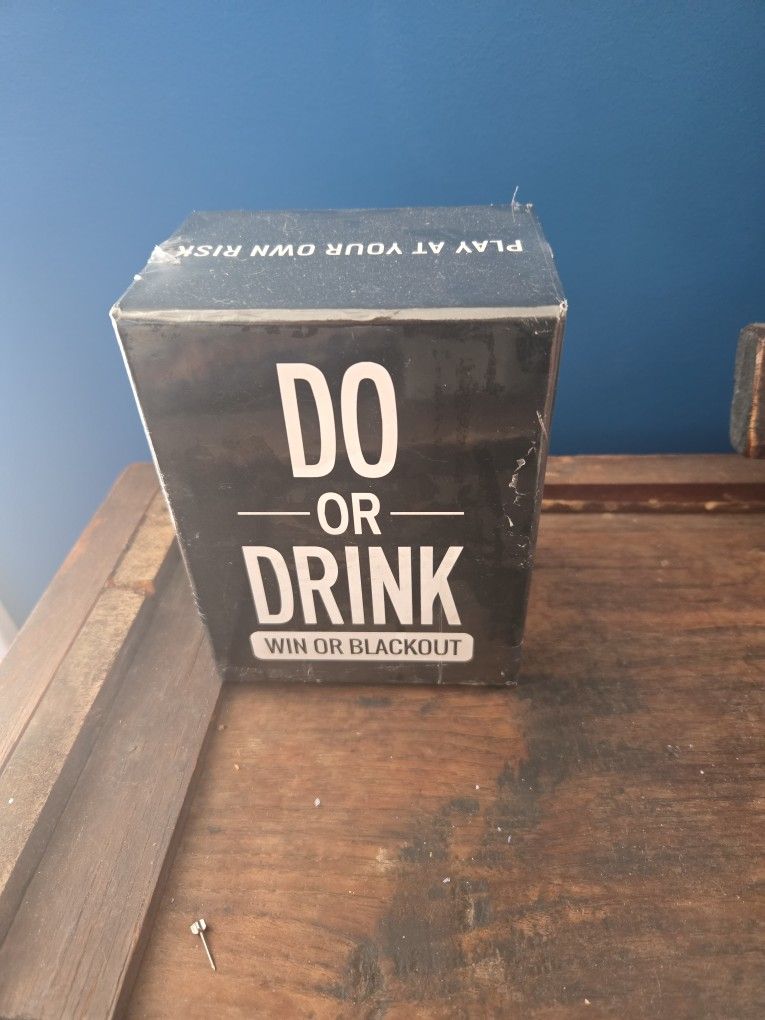 PLAY AT YOUR OWN RISK
DO
OR
DRINK
WIN OR BLACKOUT